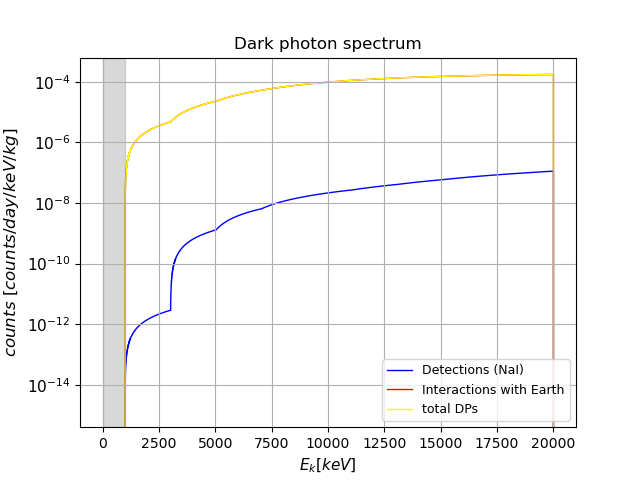 Dark photon spectrum
counts [counts/day/keV/kg]
10^{-4}
10^{-6}
10^{-8}
10^{-10}
10^{-12}
10^{-14}
Detections (NaI)
Interactions with Earth
total DPs
0 2500 5000 7500 10000 12500 15000 17500 20000
E_k[keV]